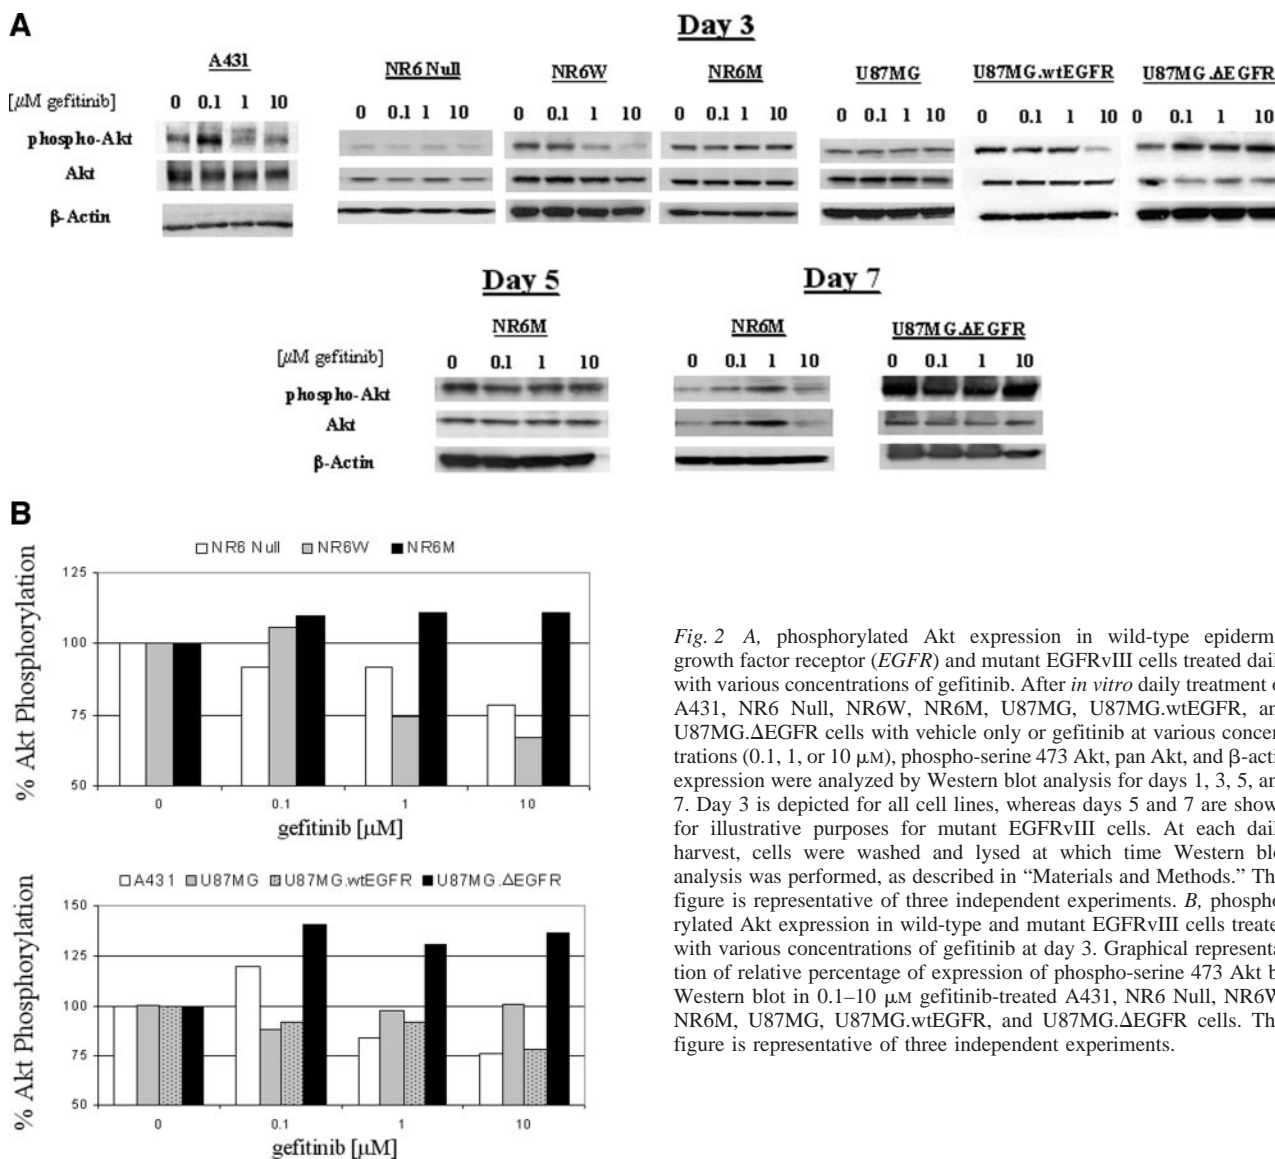 A
Day 3
A431
NR6 Null
NR6W
NR6M
U87MG
U87MG.wtEGFR
U87MG.ΔEGFR
[μM gefitinib]
0 0.1 1 10
0 0.1 1 10
0 0.1 1 10
0 0.1 1 10
0 0.1 1 10
0 0.1 1 10
0 0.1 1 10
phospho-Akt
Akt
β-Actin
Day 5
Day 7
NR6M
NR6M
U87MG.ΔEGFR
[μM gefitinib]
0 0.1 1 10
0 0.1 1 10
0 0.1 1 10
phospho-Akt
Akt
β-Actin
B
NR6 Null NR6W NR6M
% Akt Phosphorylation
125
100
75
50
0 0.1 1 10
gefitinib [μM]
A431 U87MG U87MG.wtEGFR U87MG.ΔEGFR
% Akt Phosphorylation
150
125
100
75
50
0 0.1 1 10
gefitinib [μM]
Fig. 2 A, phosphorylated Akt expression in wild-type epiderm
growth factor receptor (EGFR) and mutant EGFRvIII cells treated dail
with various concentrations of gefitinib. After in vitro daily treatment o
A431, NR6 Null, NR6W, NR6M, U87MG, U87MG.wtEGFR, an
U87MG.ΔEGFR cells with vehicle only or gefitinib at various concen
trations (0.1, 1, or 10 μM), phospho-serine 473 Akt, pan Akt, and β-acti
expression were analyzed by Western blot analysis for days 1, 3, 5, an
7. Day 3 is depicted for all cell lines, whereas days 5 and 7 are show
for illustrative purposes for mutant EGFRvIII cells. At each dail
harvest, cells were washed and lysed at which time Western blo
analysis was performed, as described in “Materials and Methods.” Th
figure is representative of three independent experiments. B, phospho
rylated Akt expression in wild-type and mutant EGFRvIII cells treate
with various concentrations of gefitinib at day 3. Graphical representa
tion of relative percentage of expression of phospho-serine 473 Akt b
Western blot in 0.1–10 μM gefitinib-treated A431, NR6 Null, NR6W
NR6M, U87MG, U87MG.wtEGFR, and U87MG.ΔEGFR cells. Th
figure is representative of three independent experiments.